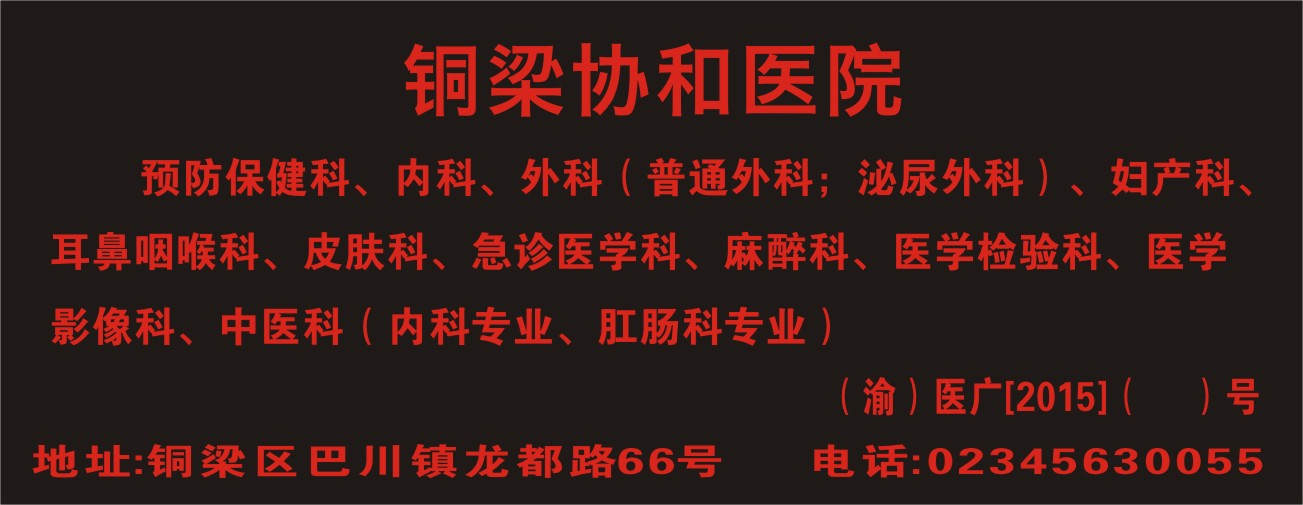 铜梁协和医院
预防保健科、内科、外科（普通外科；泌尿外科）、妇产科、
耳鼻咽喉科、皮肤科、急诊医学科、麻醉科、医学检验科、医学
影像科、中医科（内科专业、肛肠科专业）
（渝）医广[2015]（　　）号
地址:铜梁区巴川镇龙都路66号　　电话:02345630055